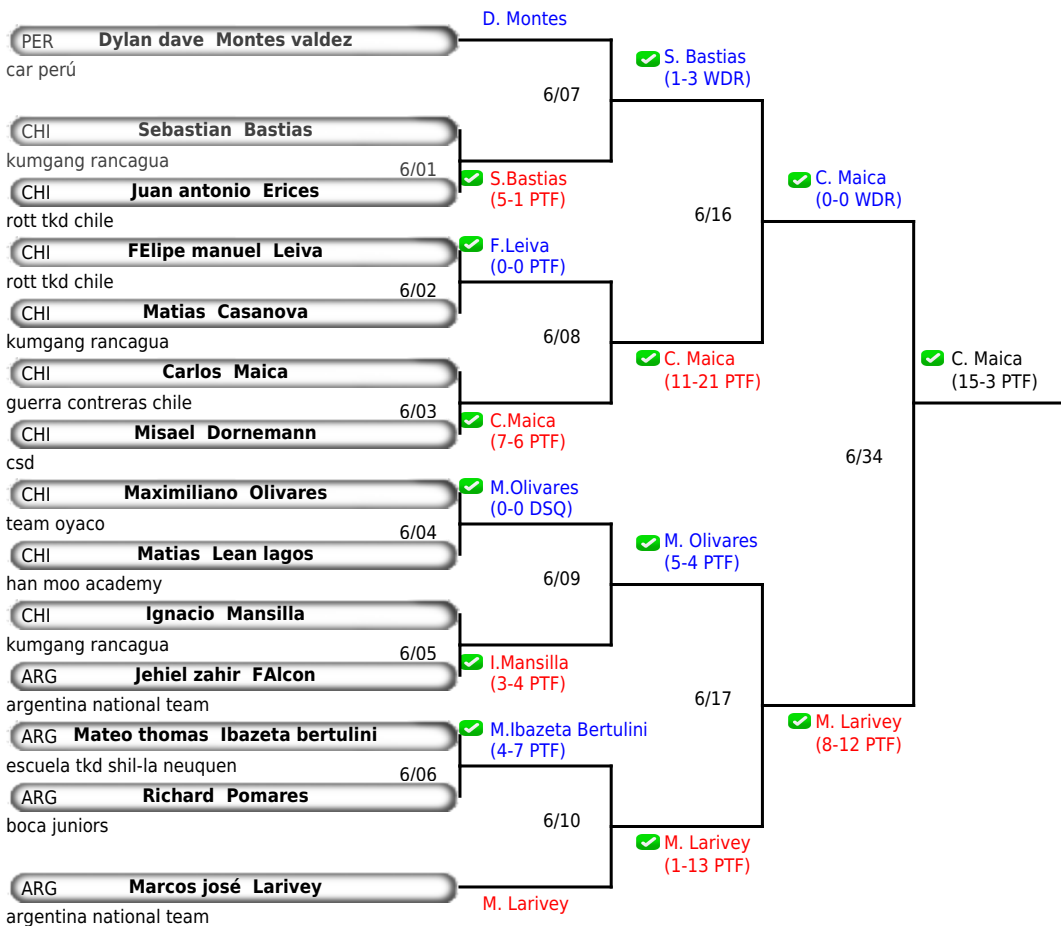 D. Montes
PER Dylan dave Montes valdez
car perú
S. Bastias
(1-3 WDR)
6/07
CHI Sebastian Bastias
kumgang rancagua
6/01
CHI Juan antonio Erices
rott tkd chile
S.Bastias
(5-1 PTF)
C. Maica
(0-0 WDR)
6/16
CHI FElipe manuel Leiva
rott tkd chile
F.Leiva
(0-0 PTF)
6/02
CHI Matias Casanova
kumgang rancagua
6/08
C. Maica
(11-21 PTF)
CHI Carlos Maica
guerra contreras chile
6/03
CHI Misael Dornemann
csd
C.Maica
(7-6 PTF)
C. Maica
(15-3 PTF)
6/34
CHI Maximiliano Olivares
team oyaco
M.Olivares
(0-0 DSQ)
6/04
CHI Matias Lean lagos
han moo academy
M. Olivares
(5-4 PTF)
6/09
CHI Ignacio Mansilla
kumgang rancagua
6/05
ARG Jehiel zahir FAlcon
argentina national team
I.Mansilla
(3-4 PTF)
6/17
M. Larivey
(8-12 PTF)
ARG Mateo thomas Ibazeta bertulini
escuela tkd shil-la neuquen
M.Ibazeta Bertulini
(4-7 PTF)
6/06
ARG Richard Pomares
boca juniors
6/10
M. Larivey
(1-13 PTF)
ARG Marcos josé Larivey
argentina national team
M. Larivey